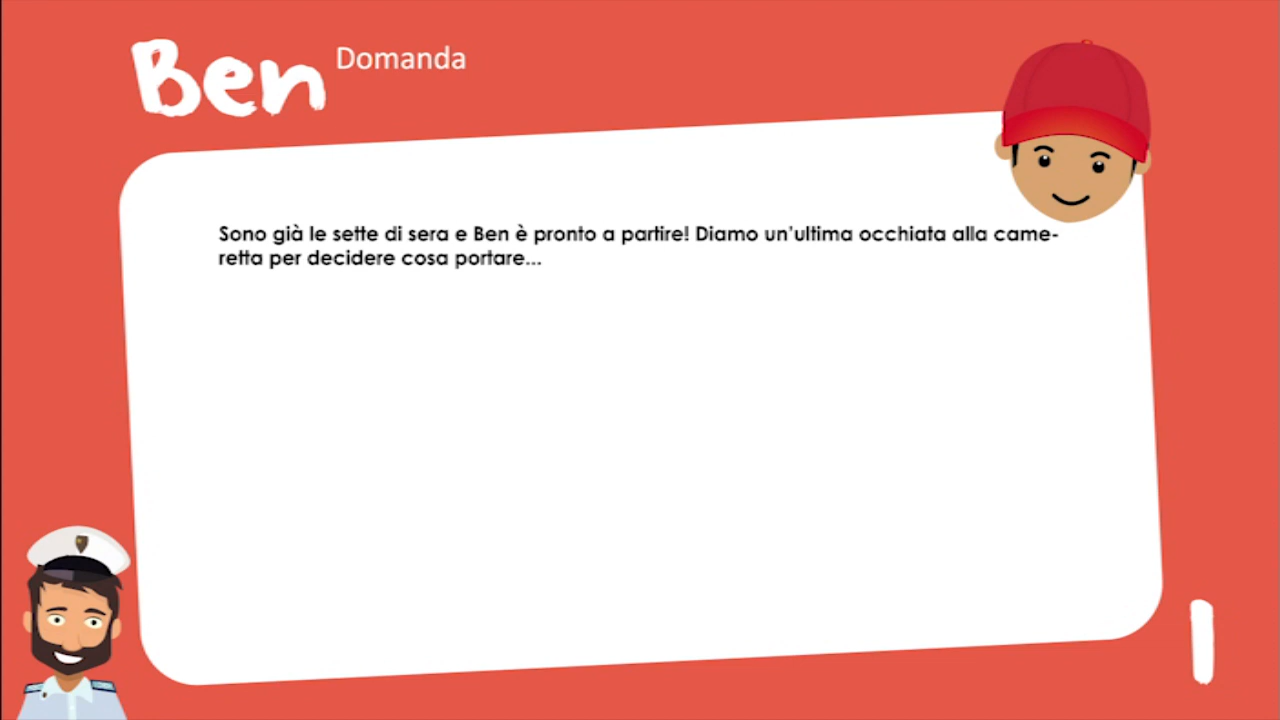 Ben Domanda
Sono già le sette di sera e Ben è pronto a partire! Diamo un'ultima occhiata alla came-
retta per decidere cosa portare...
1